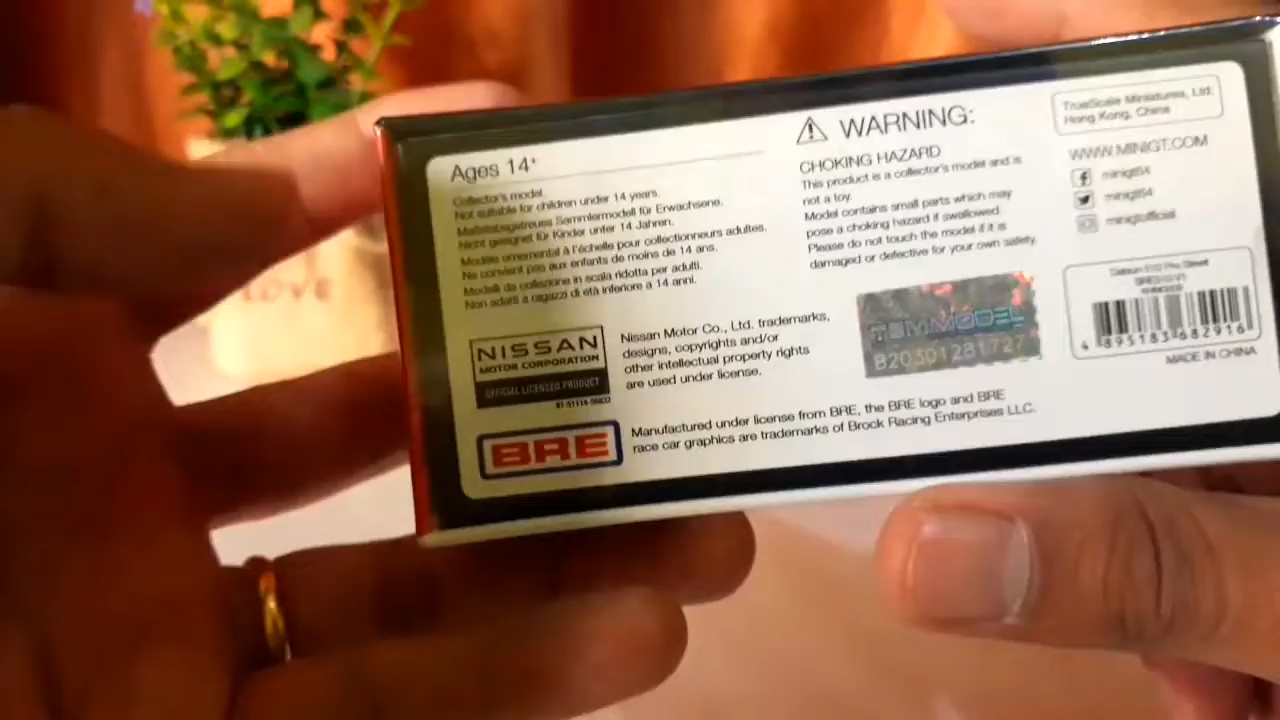 Ages 14+
Collector's model.
Not suitable for children under 14 years.
Maßstabsgetreues Sammlermodell für Erwachsene.
Nicht geeignet für Kinder unter 14 Jahren.
Modèle ornemental à l'échelle pour collectionneurs adultes.
Ne convient pas aux enfants de moins de 14 ans.
Modelli da collezione in scala ridotta per adulti.
Non adatti a ragazzi di età inferiore a 14 anni.
NISSAN
MOTOR CORPORATION
OFFICIAL LICENSED PRODUCT
Nissan Motor Co., Ltd. trademarks,
designs, copyrights and/or
other intellectual property rights
are used under license.
BRE
Manufactured under license from BRE, the BRE logo and BRE
race car graphics are trademarks of Brock Racing Enterprises LLC.
WARNING:
CHOKING HAZARD
This product is a collector's model and is
not a toy.
Model contains small parts which may
pose a choking hazard if swallowed.
Please do not touch the model if it is
damaged or defective for your own safety.
TSMMODEL
B20301281727
TrueScale Miniatures, Ltd.
Hong Kong, China
WWW.MINIGT.COM
minigt64
minigt64
minigtofficial
Datsun 510 Pro Street
4 895183 682916
MADE IN CHINA
LOVE